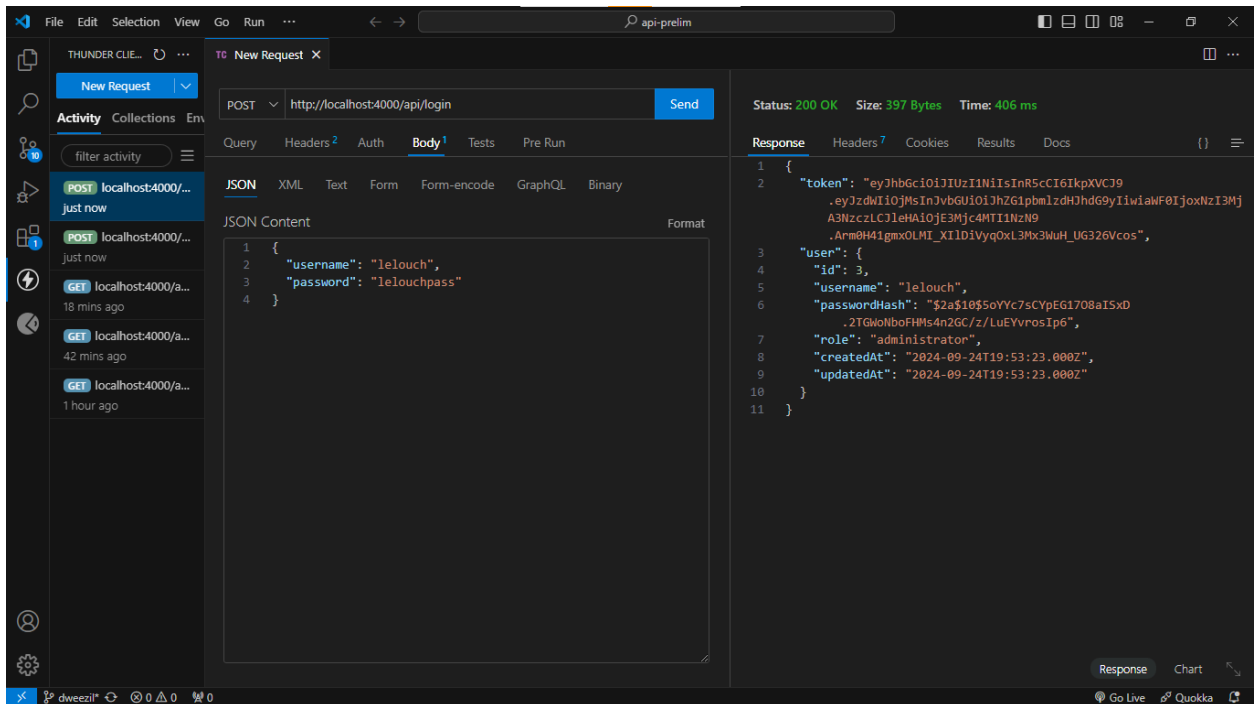 File Edit Selection View Go Run ···
api-prelim
THUNDER CLIE... ···
New Request
Activity Collections Env
filter activity
POST localhost:4000/...
just now
POST localhost:4000/...
just now
GET localhost:4000/a...
18 mins ago
GET localhost:4000/a...
42 mins ago
GET localhost:4000/a...
1 hour ago
10
1
TC New Request
POST http://localhost:4000/api/login Send
Query Headers 2 Auth Body 1 Tests Pre Run
JSON XML Text Form Form-encode GraphQL Binary
JSON Content Format
1 {
2 "username": "lelouch",
3 "password": "lelouchpass"
4 }
Status: 200 OK Size: 397 Bytes Time: 406 ms
Response Headers 7 Cookies Results Docs {}
1 {
2 "token": "eyJhbGciOiJIUzI1NiIsInR5cCI6IkpXVCJ9
.eyJzdWIiOjMsInJvbGUiOiJhZG1pbmlzdHJhdG9yIiwiaWF0IjoxNzI3Mj
A3NzczLCJleHAiOjE3Mjc4MTI1NzN9
.Arm0H41gmxOLMI_XIlDiVyqOxL3Mx3WuH_UG326Vcos",
3 "user": {
4 "id": 3,
5 "username": "lelouch",
6 "passwordHash": "$2a$10$5oYYc7sCYpEG17O8aISxD
.2TGWoNboFHMs4n2GC/z/LuEYvrosIp6",
7 "role": "administrator",
8 "createdAt": "2024-09-24T19:53:23.000Z",
9 "updatedAt": "2024-09-24T19:53:23.000Z"
10 }
11 }
Response Chart
dweezil* 0 0 0
Go Live Quokka